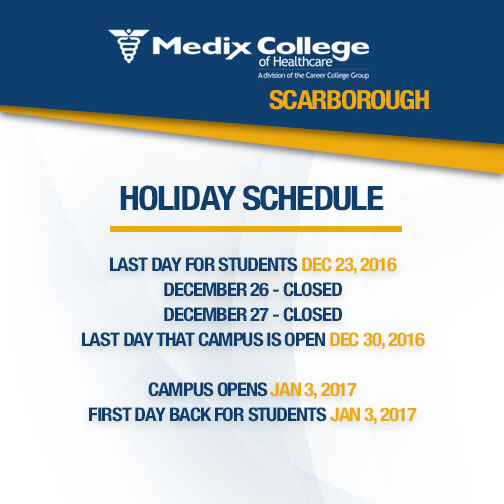 Medix College
of Healthcare
A division of the Career College Group
SCARBOROUGH
HOLIDAY SCHEDULE
LAST DAY FOR STUDENTS DEC 23, 2016
DECEMBER 26 - CLOSED
DECEMBER 27 - CLOSED
LAST DAY THAT CAMPUS IS OPEN DEC 30, 2016
CAMPUS OPENS JAN 3, 2017
FIRST DAY BACK FOR STUDENTS JAN 3, 2017